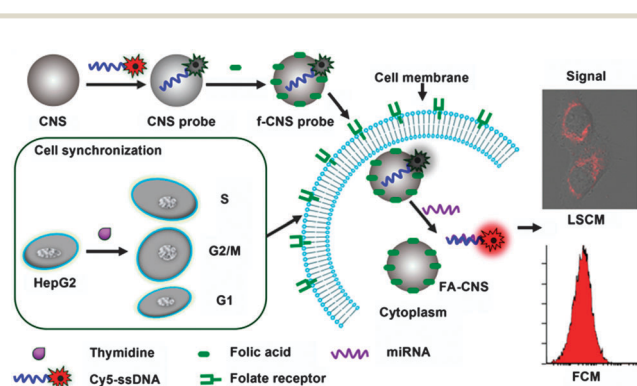 CNS
CNS probe
f-CNS probe
Cell membrane
Signal
Cell synchronization
S
G2/M
G1
HepG2
FA-CNS
Cytoplasm
LSCM
FCM
Thymidine
Folic acid
miRNA
Cy5-ssDNA
Folate receptor